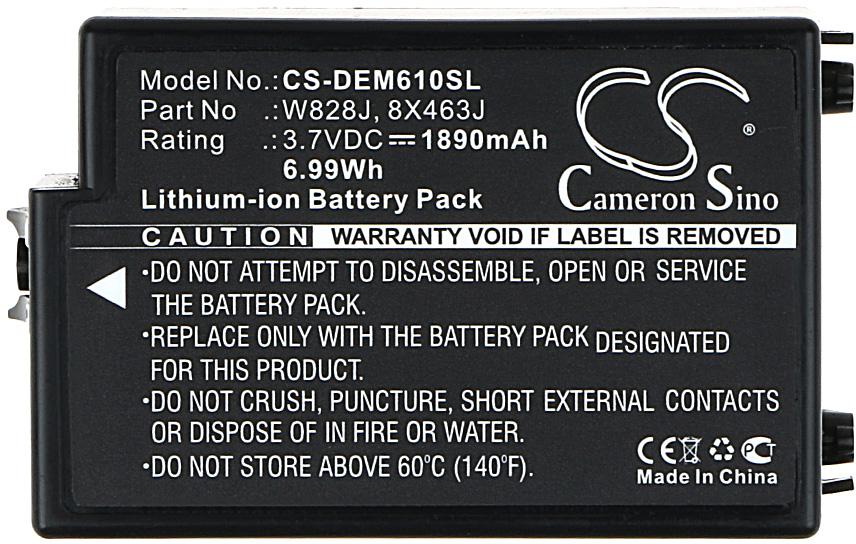 Model No.: CS-DEM610SL
Part No .: W828J, 8X463J
Rating .: 3.7VDC⎓1890mAh
6.99Wh
Lithium-ion Battery Pack
CS
®
Cameron Sino
CAUTION WARRANTY VOID IF LABEL IS REMOVED
•DO NOT ATTEMPT TO DISASSEMBLE, OPEN OR SERVICE
THE BATTERY PACK.
•REPLACE ONLY WITH THE BATTERY PACK DESIGNATED
FOR THIS PRODUCT.
•DO NOT CRUSH, PUNCTURE, SHORT EXTERNAL CONTACTS
OR DISPOSE OF IN FIRE OR WATER.
•DO NOT STORE ABOVE 60°C (140°F).
CE PCT
Made In China